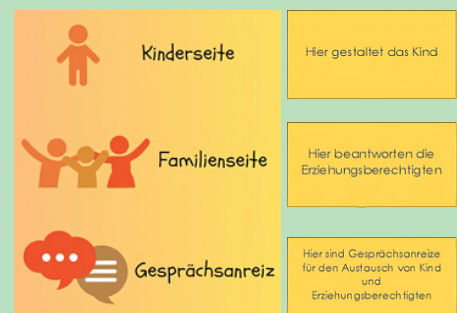 Kinderseite
Hier gestaltet das Kind
Familienseite
Hier beantworten die
Erziehungsberechtigten
Gesprächsanreiz
Hier sind Gesprächsanreize
für den Austausch von Kind
und
Erziehungsberechtigten